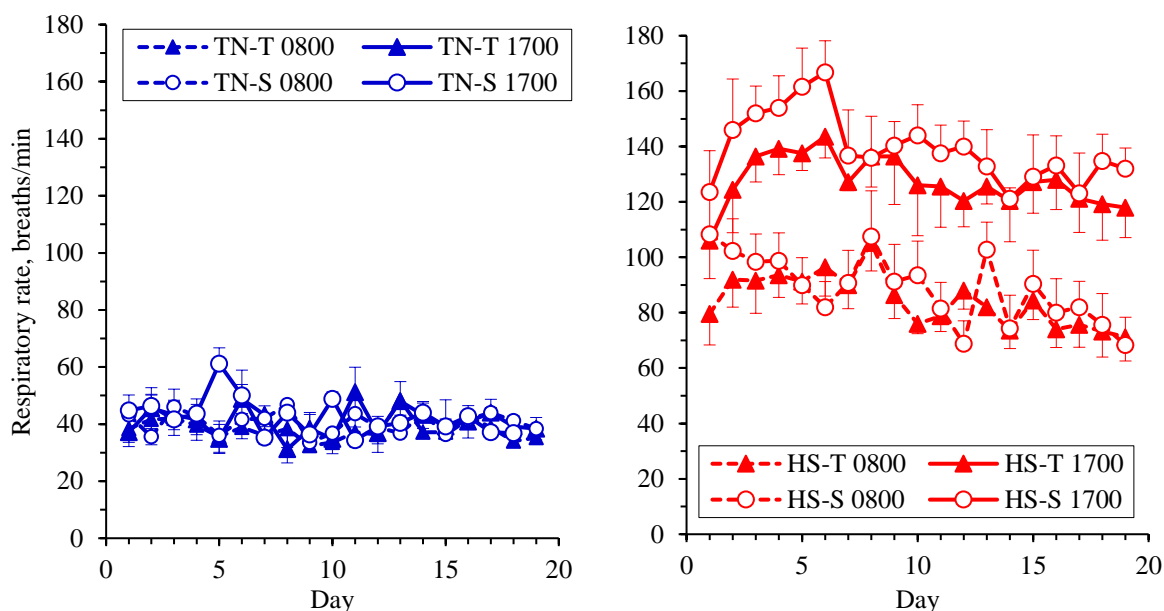 Respiratory rate, breaths/min
180
160
140
120
100
80
60
40
20
0
TN-T 0800 TN-T 1700
TN-S 0800 TN-S 1700
0 5 10 15 20
Day
180
160
140
120
100
80
60
40
20
0
HS-T 0800 HS-T 1700
HS-S 0800 HS-S 1700
0 5 10 15 20
Day